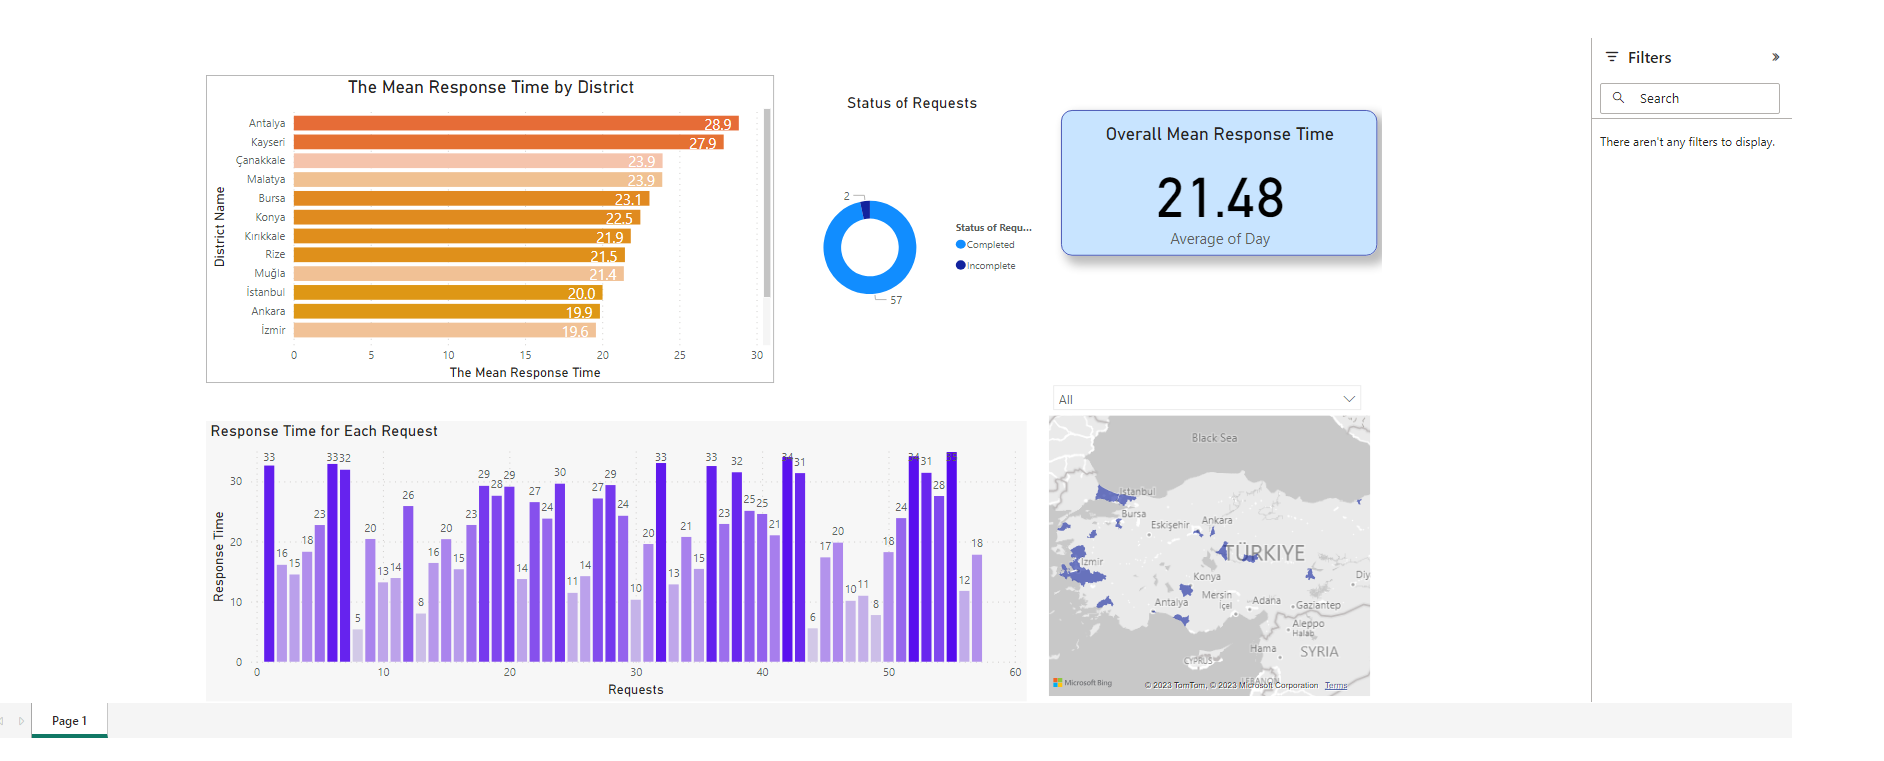 The Mean Response Time by District
District Name
Antalya 28.9
Kayseri 27.9
Çanakkale 23.9
Malatya 23.9
Bursa 23.1
Konya 22.5
Kırıkkale 21.9
Rize 21.5
Muğla 21.4
İstanbul 20.0
Ankara 19.9
İzmir 19.6
0 5 10 15 20 25 30
The Mean Response Time
Status of Requests
2
57
Status of Requ...
Completed
Incomplete
Overall Mean Response Time
21.48
Average of Day
Filters
Search
There aren't any filters to display.
Response Time for Each Request
Response Time
30
20
10
0
33 16 15 18 23 33 32 5 20 13 14 26 8 16 20 15 23 29 28 29 14 27 24 30 11 14 27 29 24 10 20 33 13 21 15 33 23 32 25 25 21 34 31 6 17 20 10 11 8 18 24 34 31 28 12 18
0 10 20 30 40 50 60
Requests
All
Black Sea
Istanbul
Bursa
Eskişehir
Ankara
TÜRKIYE
Izmir
Konya
Diy
Antalya
Mersin
İçel
Adana
Gaziantep
Aleppo
Halab
Hama
SYRIA
CYPRUS
LEBANON
Microsoft Bing
© 2023 TomTom, © 2023 Microsoft Corporation Terms
Page 1